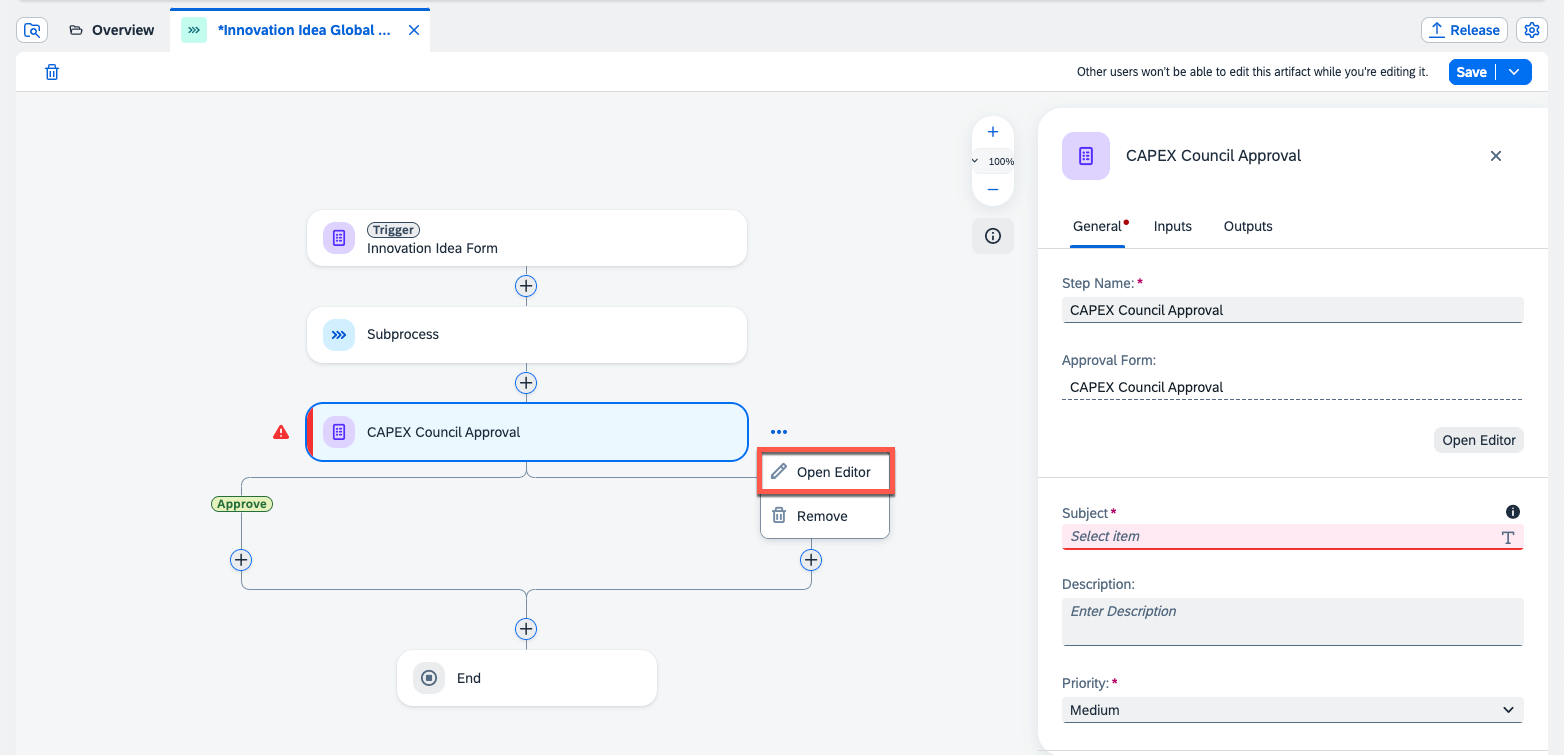 Overview
*Innovation Idea Global ...
Release
Other users won't be able to edit this artifact while you're editing it.
Save
100%
Trigger
Innovation Idea Form
Subprocess
CAPEX Council Approval
Open Editor
Remove
Approve
End
CAPEX Council Approval
General
Inputs
Outputs
Step Name:*
CAPEX Council Approval
Approval Form:
CAPEX Council Approval
Open Editor
Subject*
Select item
Description:
Enter Description
Priority:*
Medium